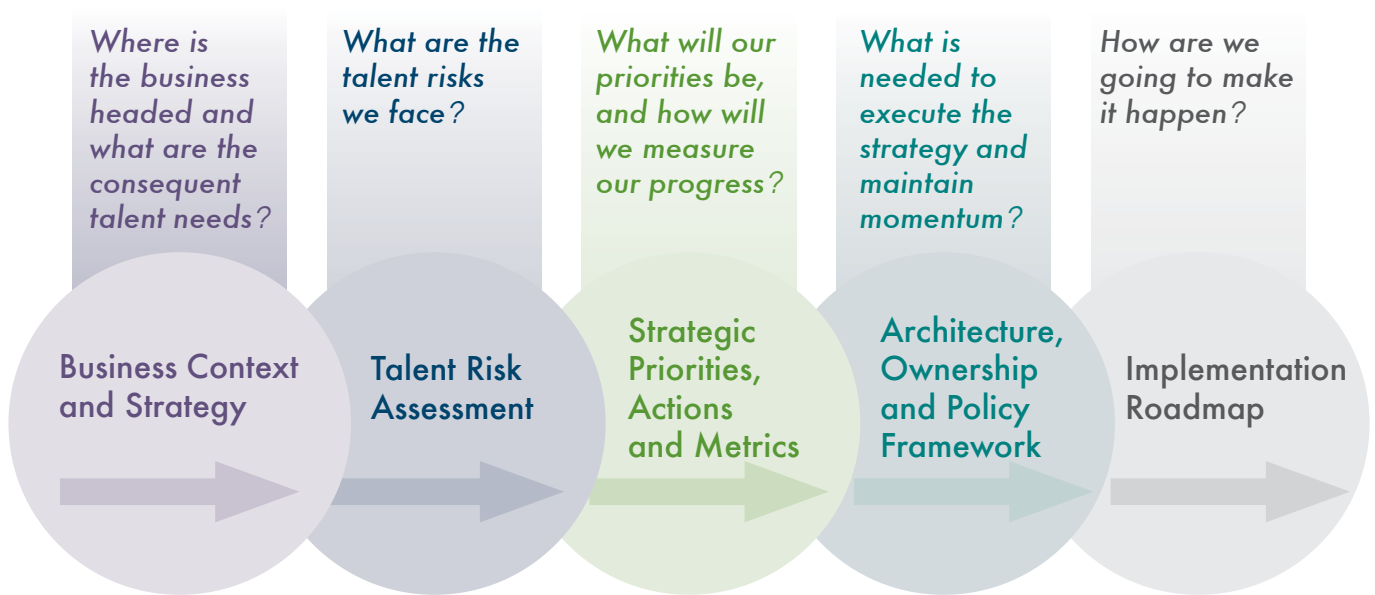 Where is
the business
headed and
what are the
consequent
talent needs?
What are the
talent risks
we face?
What will our
priorities be,
and how will
we measure
our progress?
What is
needed to
execute the
strategy and
maintain
momentum?
How are we
going to make
it happen?
Business Context
and Strategy
Talent Risk
Assessment
Strategic
Priorities,
Actions
and Metrics
Architecture,
Ownership
and Policy
Framework
Implementation
Roadmap